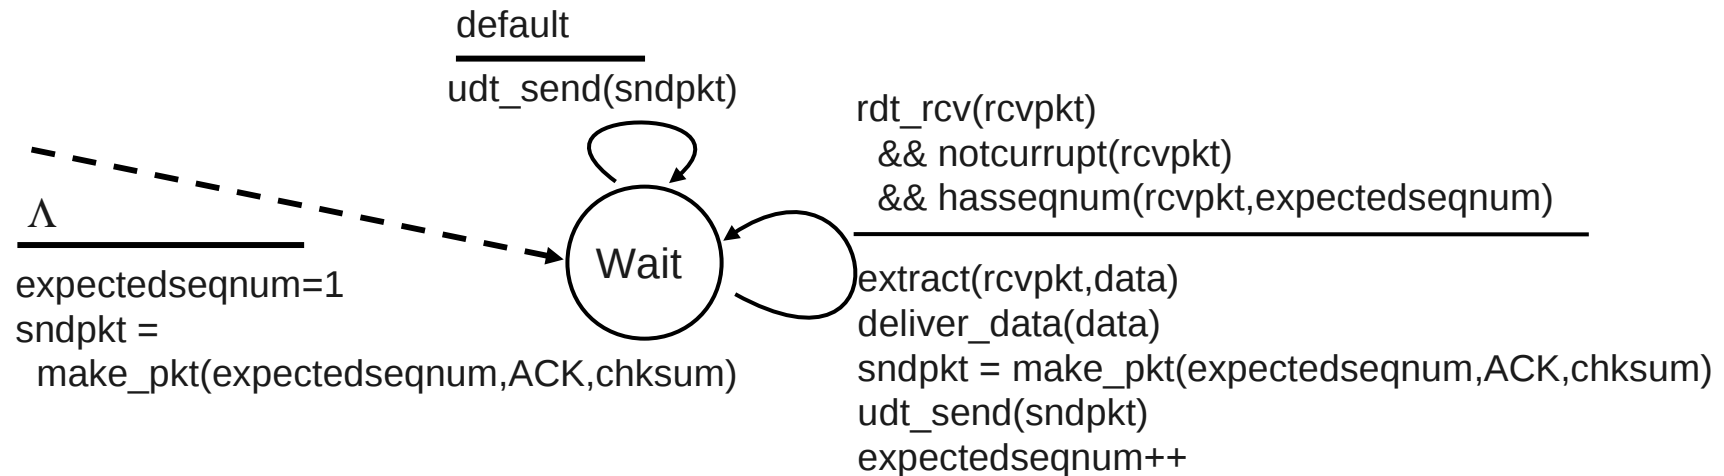 default
udt_send(sndpkt)
rdt_rcv(rcvpkt)
&& notcurrupt(rcvpkt)
&& hasseqnum(rcvpkt,expectedseqnum)
Λ
Wait
expectedseqnum=1
sndpkt =
make_pkt(expectedseqnum,ACK,chksum)
extract(rcvpkt,data)
deliver_data(data)
sndpkt = make_pkt(expectedseqnum,ACK,chksum)
udt_send(sndpkt)
expectedseqnum++